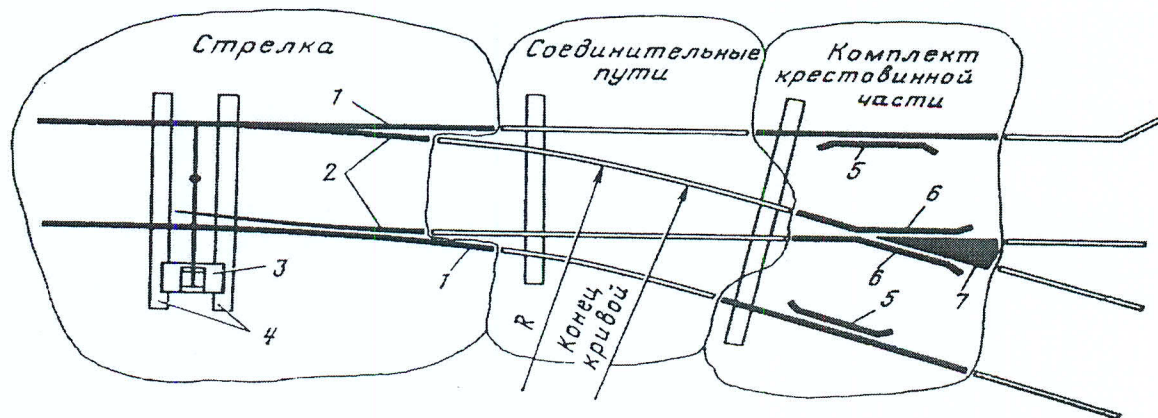 Стрелка
Соединительные
пути
Комплект
крестовинной
части
1
2
3
4
1
R
Конец
кривой
5
6
6
7
5